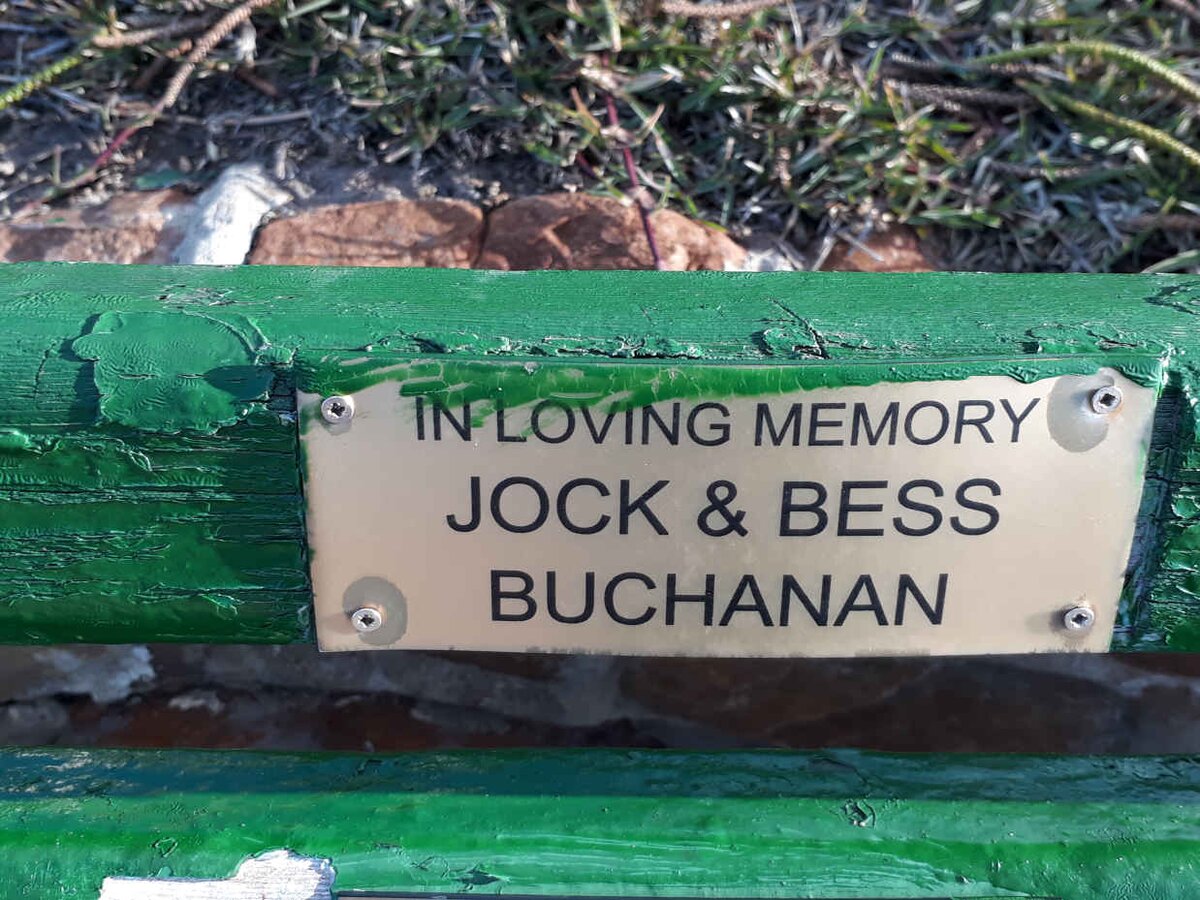 IN LOVING MEMORY
JOCK & BESS
BUCHANAN